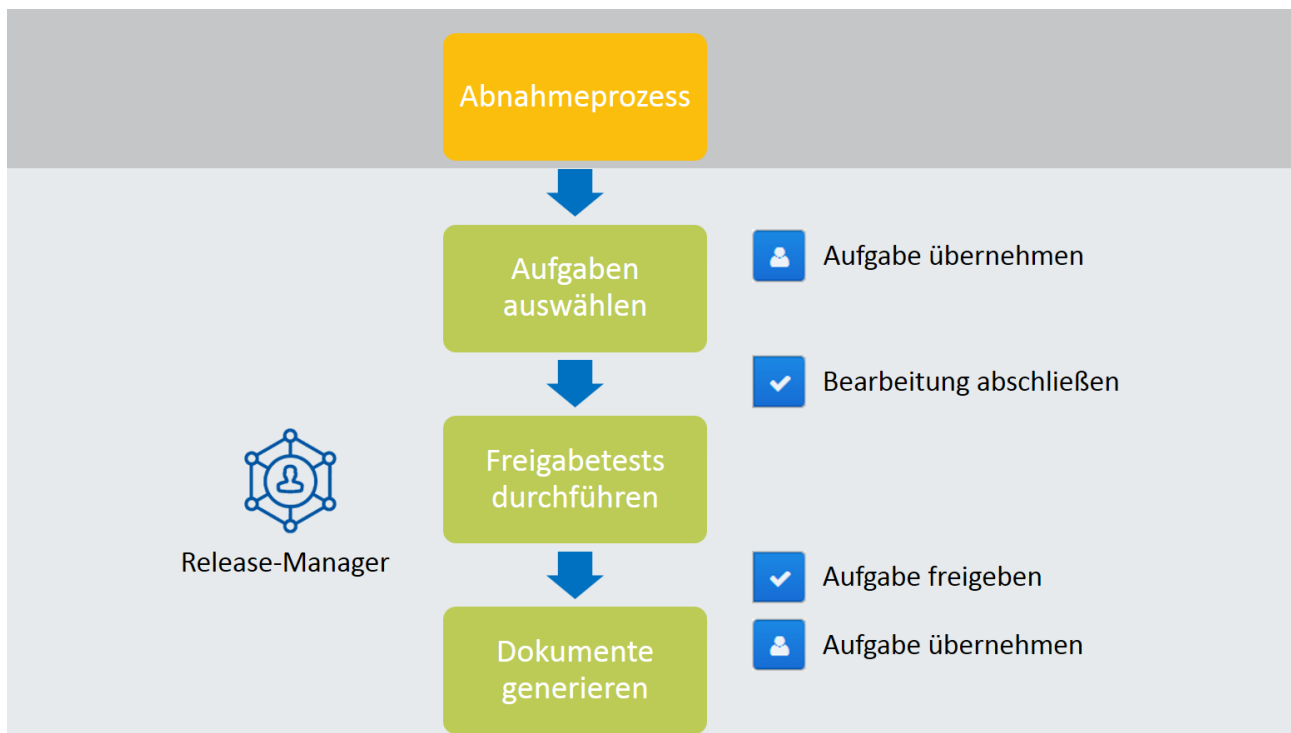 Abnahmeprozess
Aufgaben
auswählen
Aufgabe übernehmen
Bearbeitung abschließen
Freigabetests
durchführen
Release-Manager
Aufgabe freigeben
Dokumente
generieren
Aufgabe übernehmen